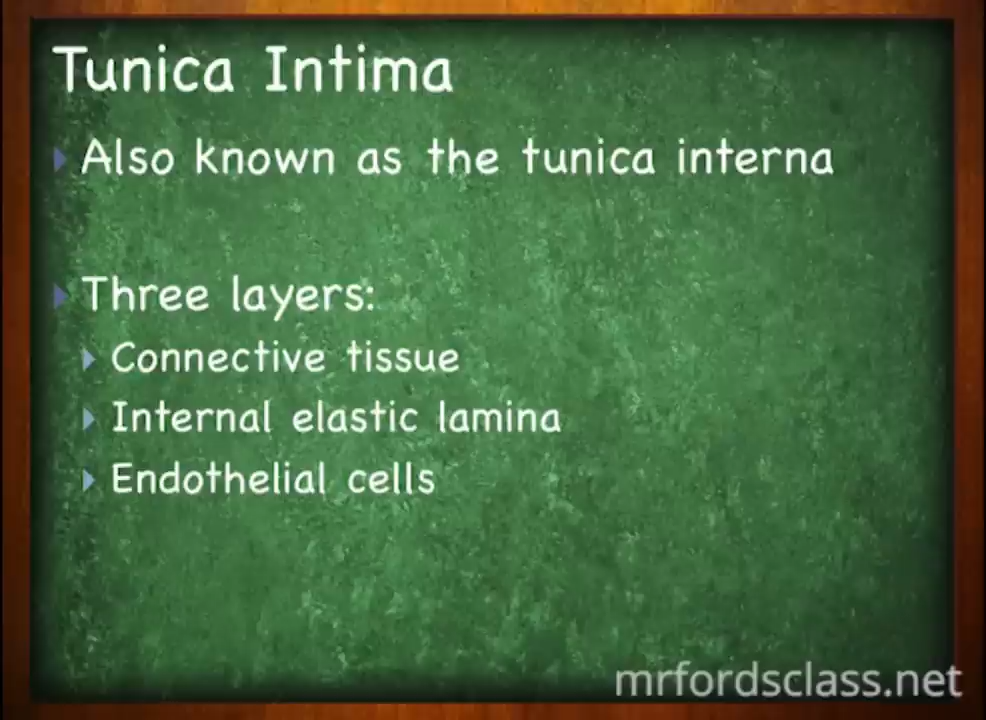 Tunica Intima
Also known as the tunica interna
Three layers:
Connective tissue
Internal elastic lamina
Endothelial cells
mrfordsclass.net